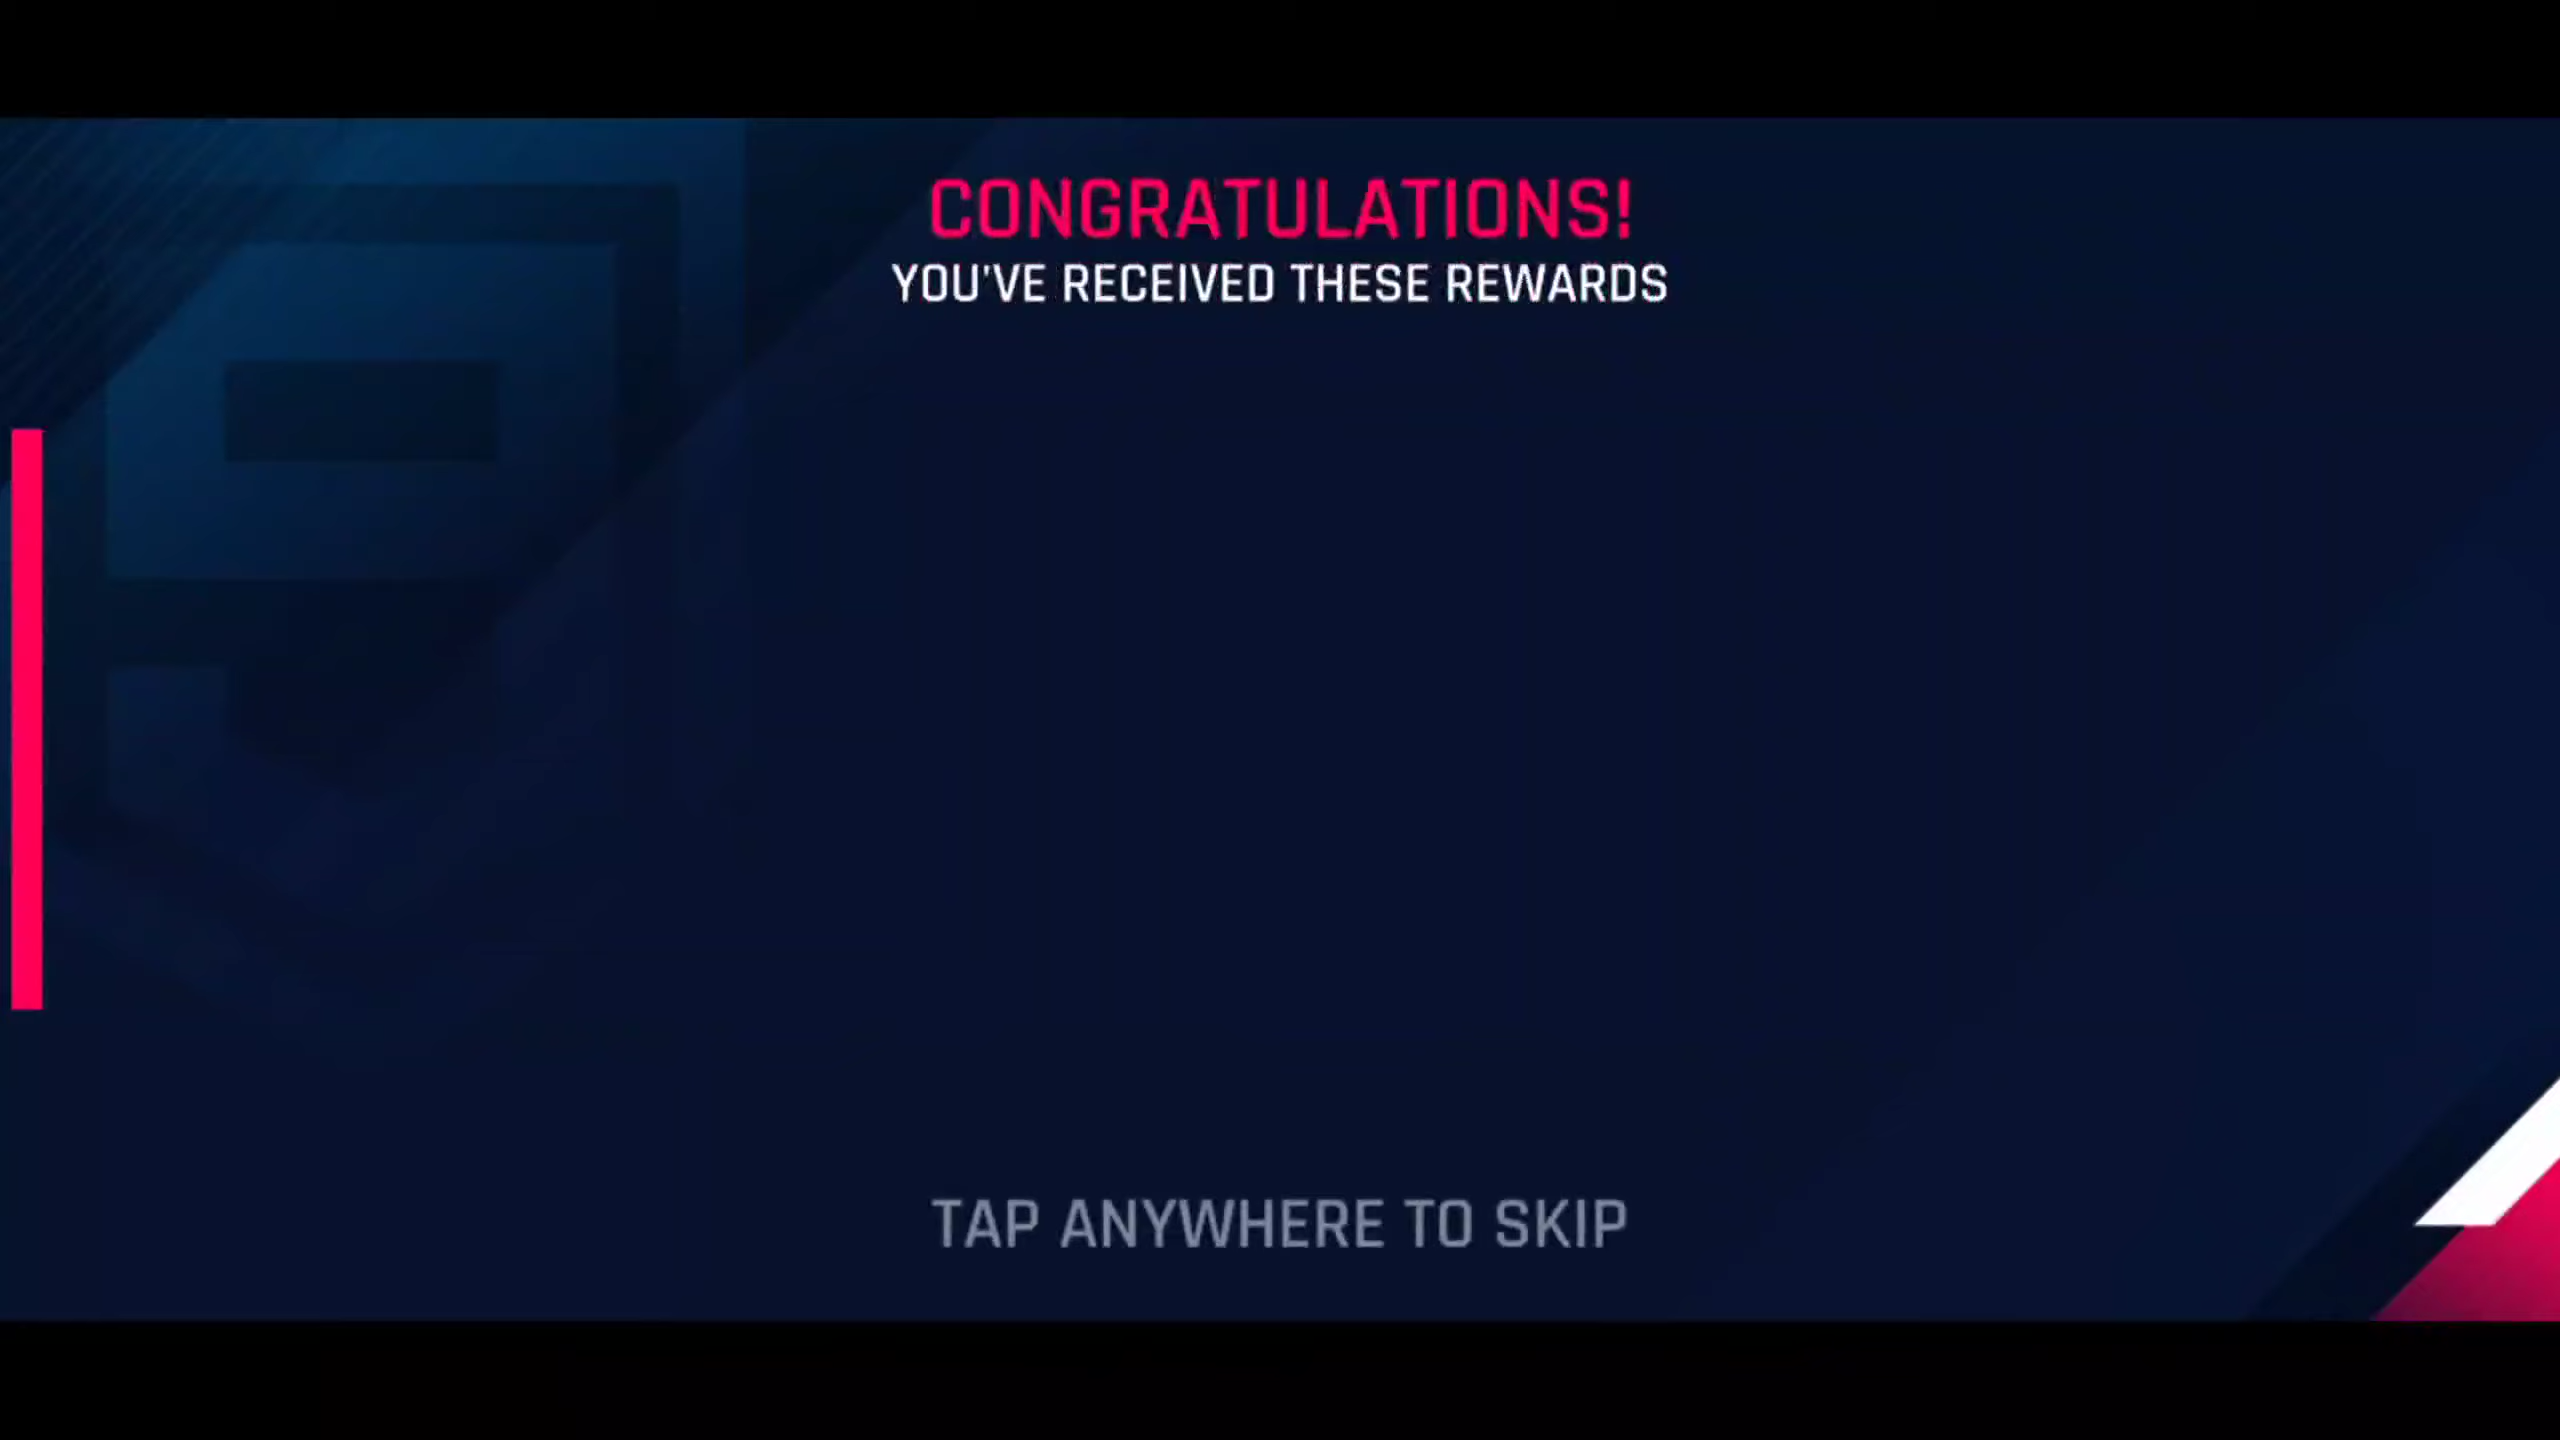 CONGRATULATIONS!
YOU'VE RECEIVED THESE REWARDS
TAP ANYWHERE TO SKIP